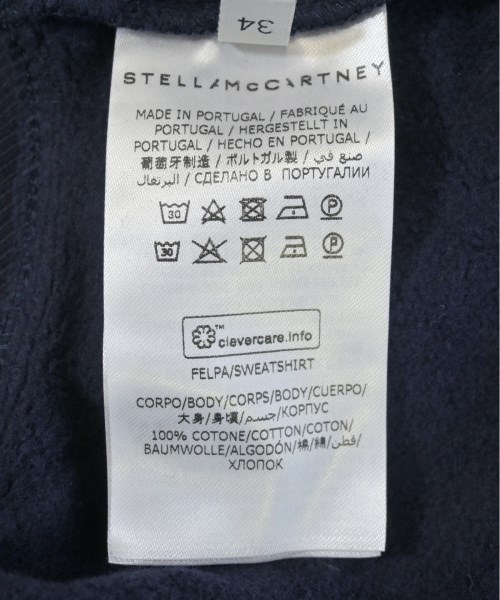 34
STELLA McCARTNEY
MADE IN PORTUGAL / FABRIQUÉ AU
PORTUGAL / HERGESTELLT IN
PORTUGAL / HECHO EN PORTUGAL /
葡萄牙制造 / ポルトガル製 / صنع في
البرتغال / СДЕЛАНО В ПОРТУГАЛИИ
30 P
30 P
™
clevercare.info
FELPA/SWEATSHIRT
CORPO/BODY/CORPS/BODY/CUERPO/
大身/身頃/جسم/КОРПУС
100% COTONE/COTTON/COTON/
BAUMWOLLE/ALGODÓN/棉/綿/قطن/
ХЛОПОК